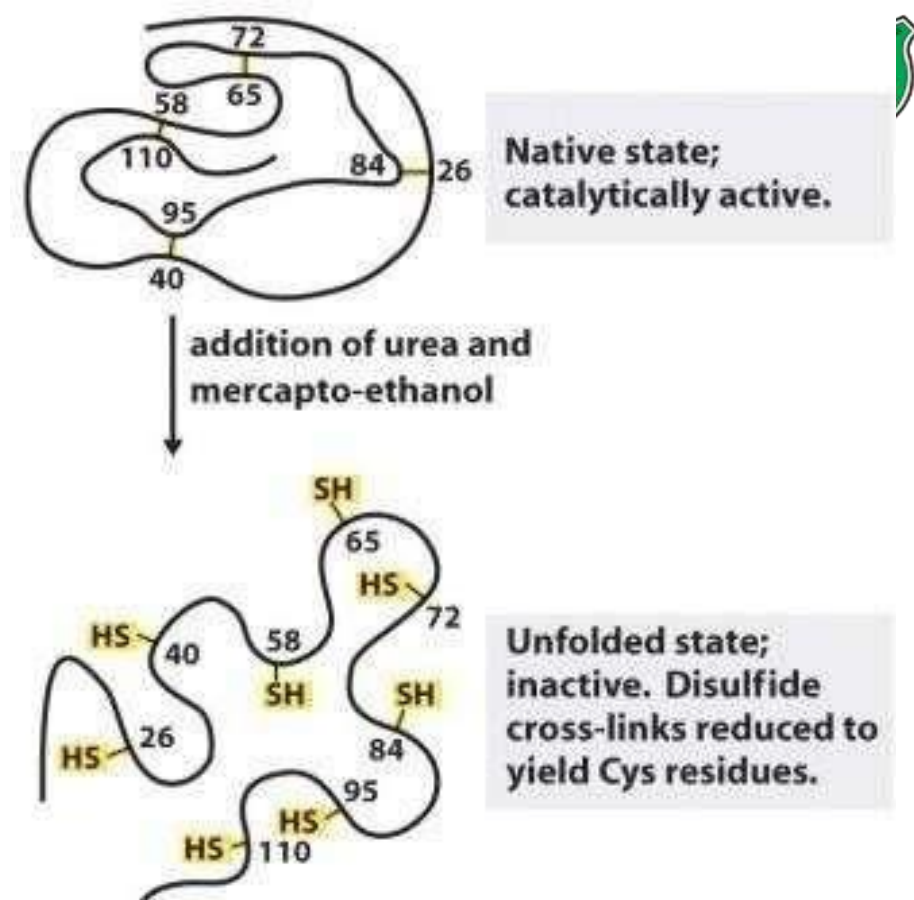 72
65
58
110
84
26
95
40
Native state;
catalytically active.
addition of urea and
mercapto-ethanol
SH
65
HS
72
HS
40
58
SH
SH
84
26
HS
95
HS
HS
110
Unfolded state;
inactive. Disulfide
cross-links reduced to
yield Cys residues.